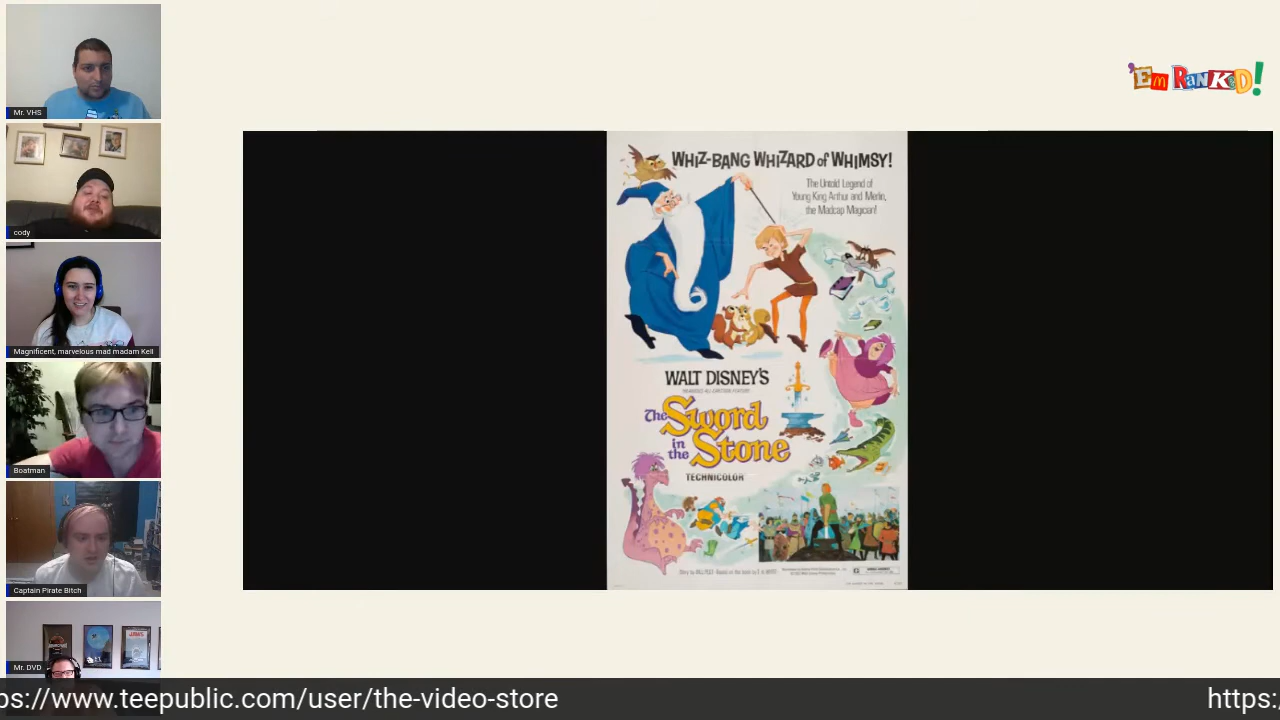 Mr. VHS
cody
Magnificent, marvelous mad madam Kell
Boatman
Captain Pirate Bitch
Mr. DVD
'Em RanKeD!
WHIZ-BANG WHIZARD of WHIMSY!
The Untold Legend of
Young King Arthur and Merlin,
the Madcap Magician!
WALT DISNEY'S
The Sword
in the Stone
TECHNICOLOR
JAWS
ps://www.teepublic.com/user/the-video-store
https:/